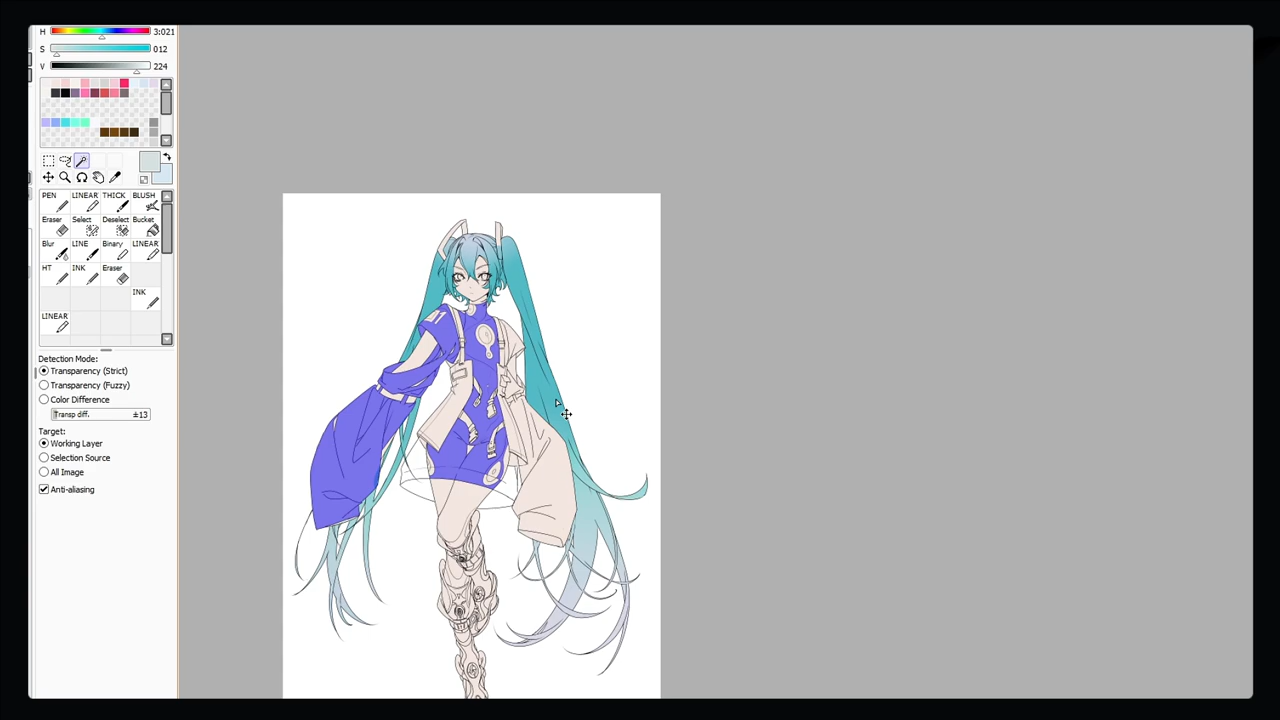 H 3:021
S 012
V 224
PEN LINEAR THICK BLUSH
Eraser Select Deselect Bucket
Blur LINE Binary LINEAR
HT INK Eraser
INK
LINEAR
Detection Mode:
Transparency (Strict)
Transparency (Fuzzy)
Color Difference
Transp diff. ±13
Target:
Working Layer
Selection Source
All Image
Anti-aliasing